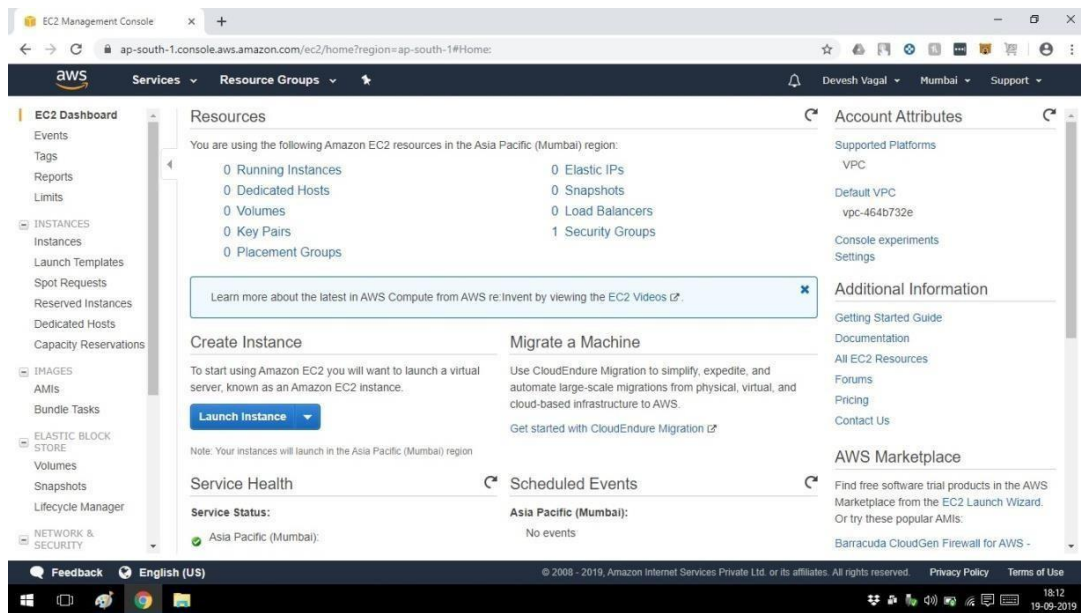 EC2 Management Console
ap-south-1.console.aws.amazon.com/ec2/home?region=ap-south-1#Home:
aws
Services
Resource Groups
Devesh Vagal
Mumbai
Support
EC2 Dashboard
Events
Tags
Reports
Limits
INSTANCES
Instances
Launch Templates
Spot Requests
Reserved Instances
Dedicated Hosts
Capacity Reservations
IMAGES
AMIs
Bundle Tasks
ELASTIC BLOCK
STORE
Volumes
Snapshots
Lifecycle Manager
NETWORK &
SECURITY
Resources
You are using the following Amazon EC2 resources in the Asia Pacific (Mumbai) region:
0 Running Instances
0 Elastic IPs
0 Dedicated Hosts
0 Snapshots
0 Volumes
0 Load Balancers
0 Key Pairs
1 Security Groups
0 Placement Groups
Learn more about the latest in AWS Compute from AWS re:Invent by viewing the EC2 Videos.
Create Instance
To start using Amazon EC2 you will want to launch a virtual
server, known as an Amazon EC2 instance.
Launch Instance
Note: Your instances will launch in the Asia Pacific (Mumbai) region
Migrate a Machine
Use CloudEndure Migration to simplify, expedite, and
automate large-scale migrations from physical, virtual, and
cloud-based infrastructure to AWS.
Get started with CloudEndure Migration
Service Health
Service Status:
Asia Pacific (Mumbai):
Scheduled Events
Asia Pacific (Mumbai):
No events
Account Attributes
Supported Platforms
VPC
Default VPC
vpc-464b732e
Console experiments
Settings
Additional Information
Getting Started Guide
Documentation
All EC2 Resources
Forums
Pricing
Contact Us
AWS Marketplace
Find free software trial products in the AWS
Marketplace from the EC2 Launch Wizard.
Or try these popular AMIs:
Barracuda CloudGen Firewall for AWS -
Feedback
English (US)
© 2008 - 2019, Amazon Internet Services Private Ltd. or its affiliates. All rights reserved.
Privacy Policy
Terms of Use
18:12
19-09-2019